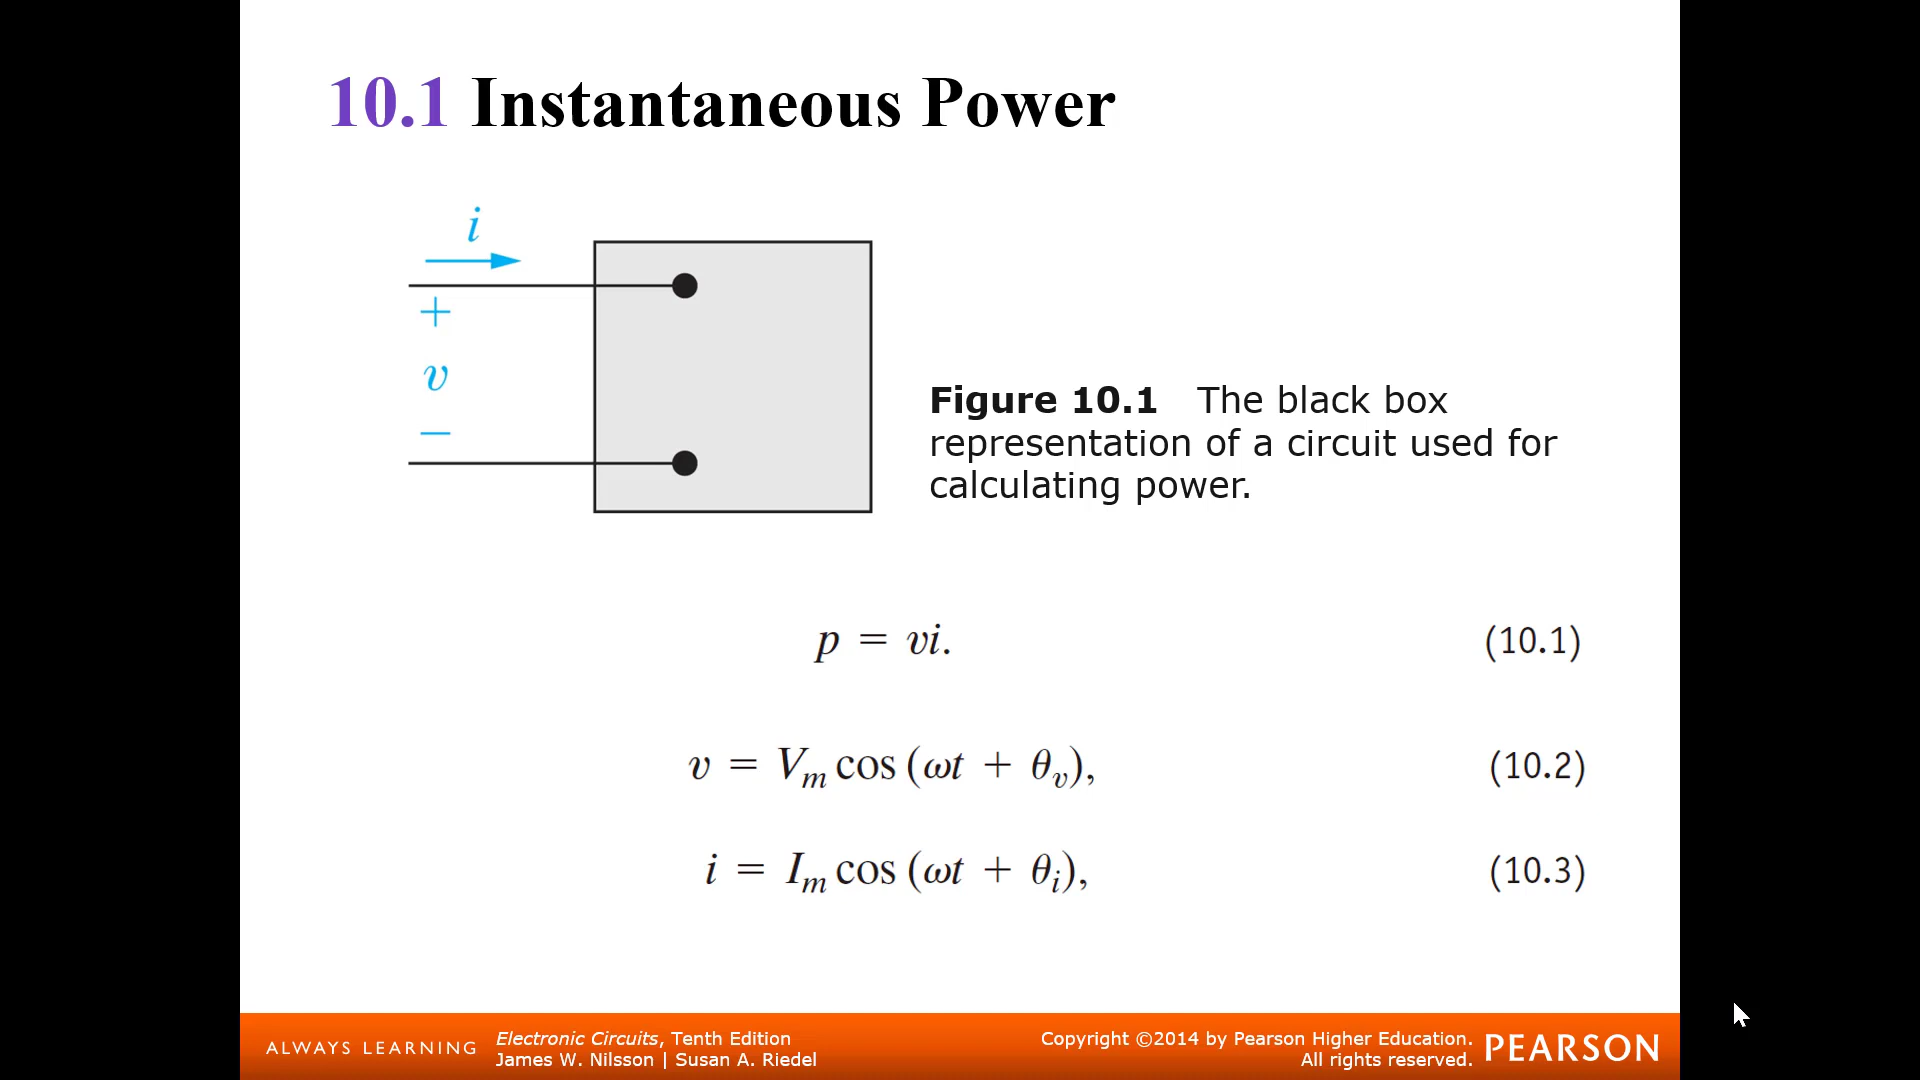 10.1 Instantaneous Power
i
+
v
−
Figure 10.1 The black box
representation of a circuit used for
calculating power.
p = vi. (10.1)
v = Vₘ cos (ωt + θᵥ), (10.2)
i = Iₘ cos (ωt + θᵢ), (10.3)
ALWAYS LEARNING
Electronic Circuits, Tenth Edition
James W. Nilsson | Susan A. Riedel
Copyright ©2014 by Pearson Higher Education.
All rights reserved.
PEARSON